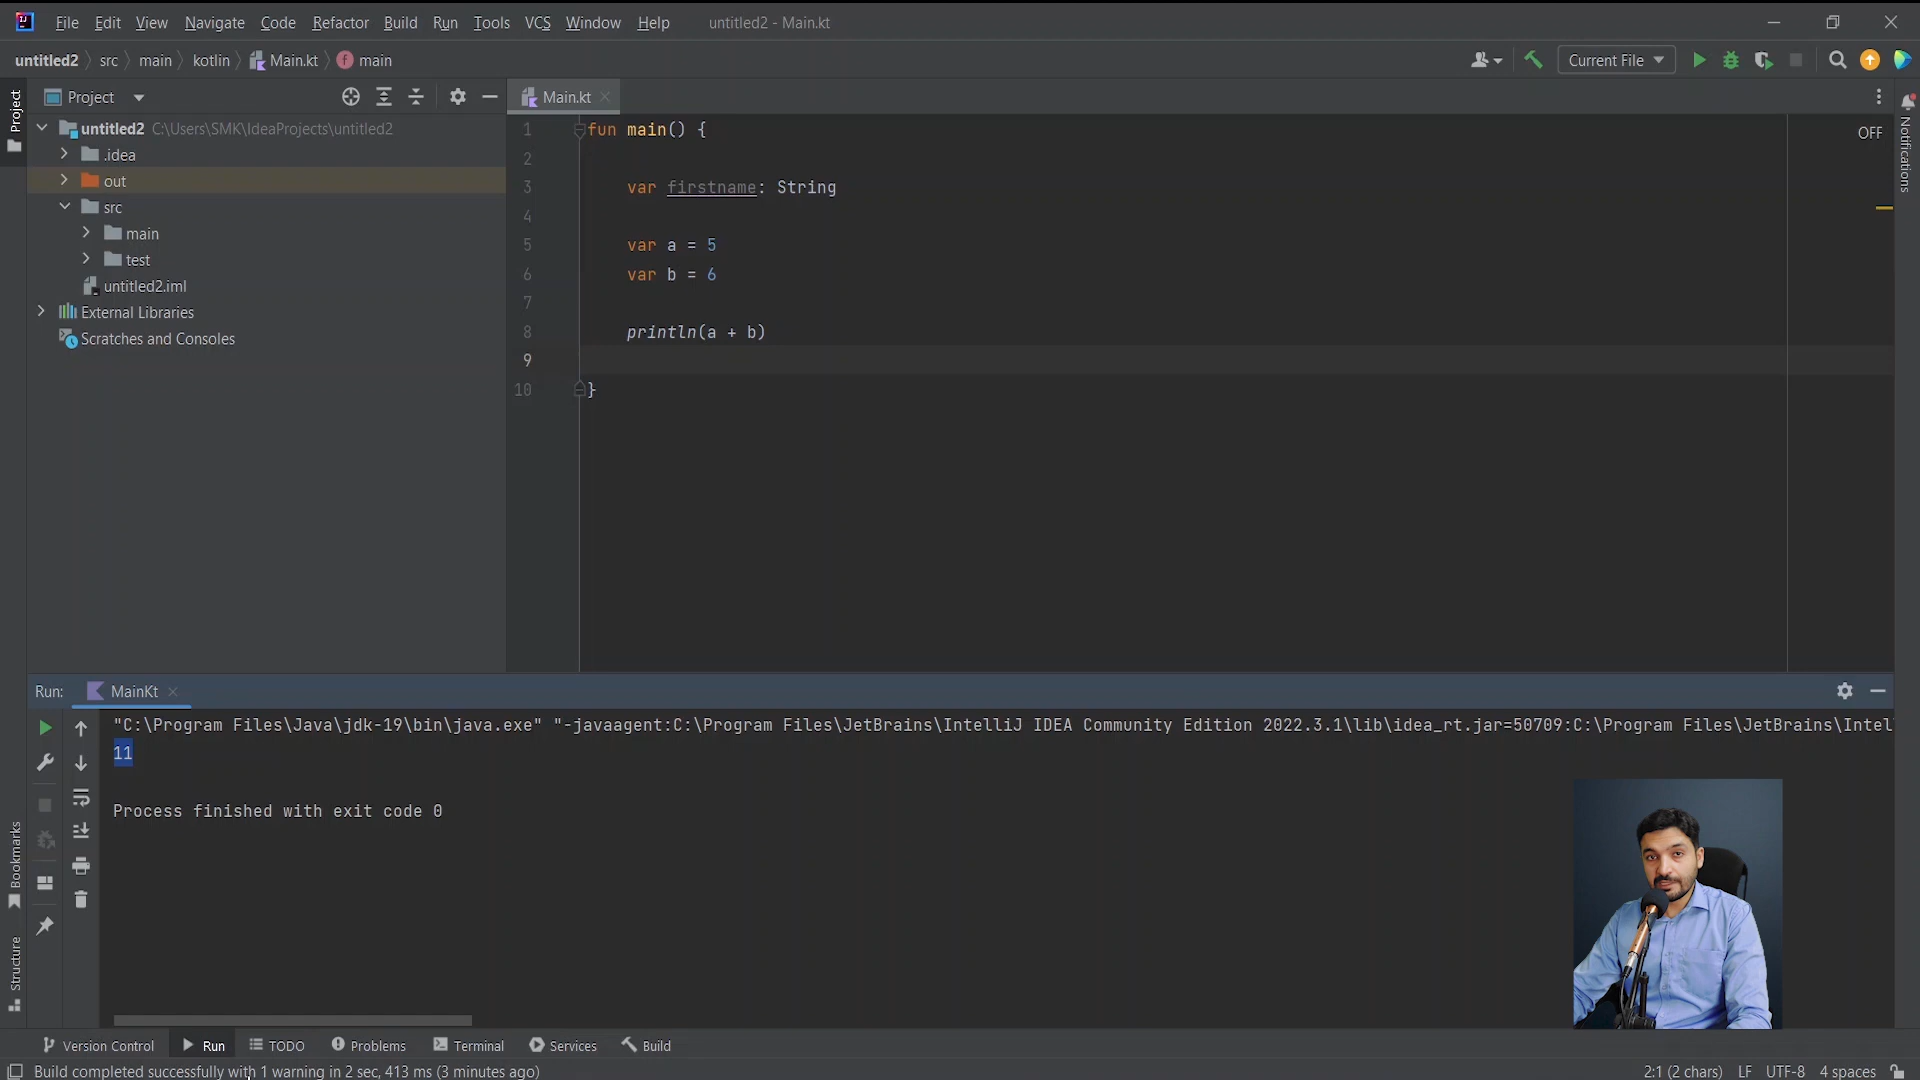 File Edit View Navigate Code Refactor Build Run Tools VCS Window Help untitled2 - Main.kt
untitled2 src main kotlin Main.kt main Current File
Project
Project
Main.kt
untitled2 C:\Users\SMK\IdeaProjects\untitled2
.idea
out
src
main
test
untitled2.iml
External Libraries
Scratches and Consoles
1 fun main() {
2
3 var firstname: String
4
5 var a = 5
6 var b = 6
7
8 println(a + b)
9
10 }
OFF
Notifications
Run: MainKt
"C:\Program Files\Java\jdk-19\bin\java.exe" "-javaagent:C:\Program Files\JetBrains\IntelliJ IDEA Community Edition 2022.3.1\lib\idea_rt.jar=50709:C:\Program Files\JetBrains\Intel
11
Process finished with exit code 0
Bookmarks
Structure
Version Control Run TODO Problems Terminal Services Build
Build completed successfully with 1 warning in 2 sec, 413 ms (3 minutes ago) 2:1 (2 chars) LF UTF-8 4 spaces